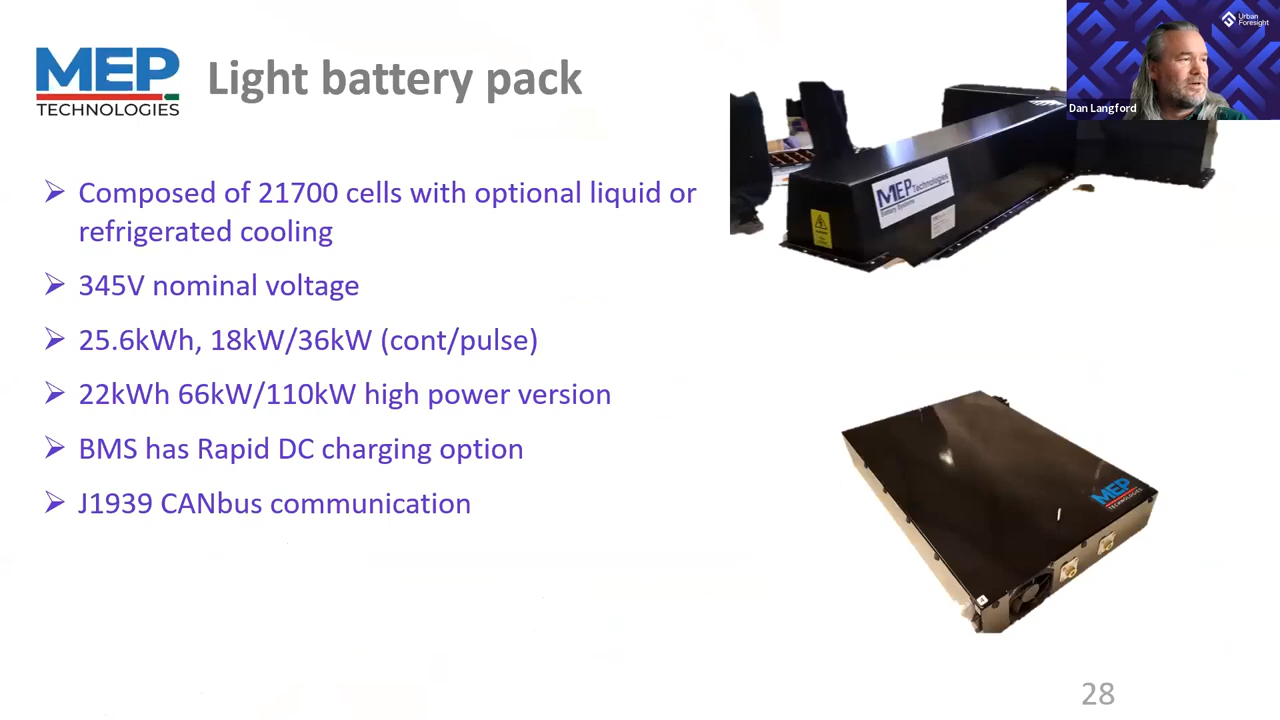 MEP
TECHNOLOGIES
Light battery pack
Urban
Foresight
Dan Langford
➢ Composed of 21700 cells with optional liquid or
refrigerated cooling
➢ 345V nominal voltage
➢ 25.6kWh, 18kW/36kW (cont/pulse)
➢ 22kWh 66kW/110kW high power version
➢ BMS has Rapid DC charging option
➢ J1939 CANbus communication
MEP Technologies
Battery Systems
MEP
TECHNOLOGIES
28